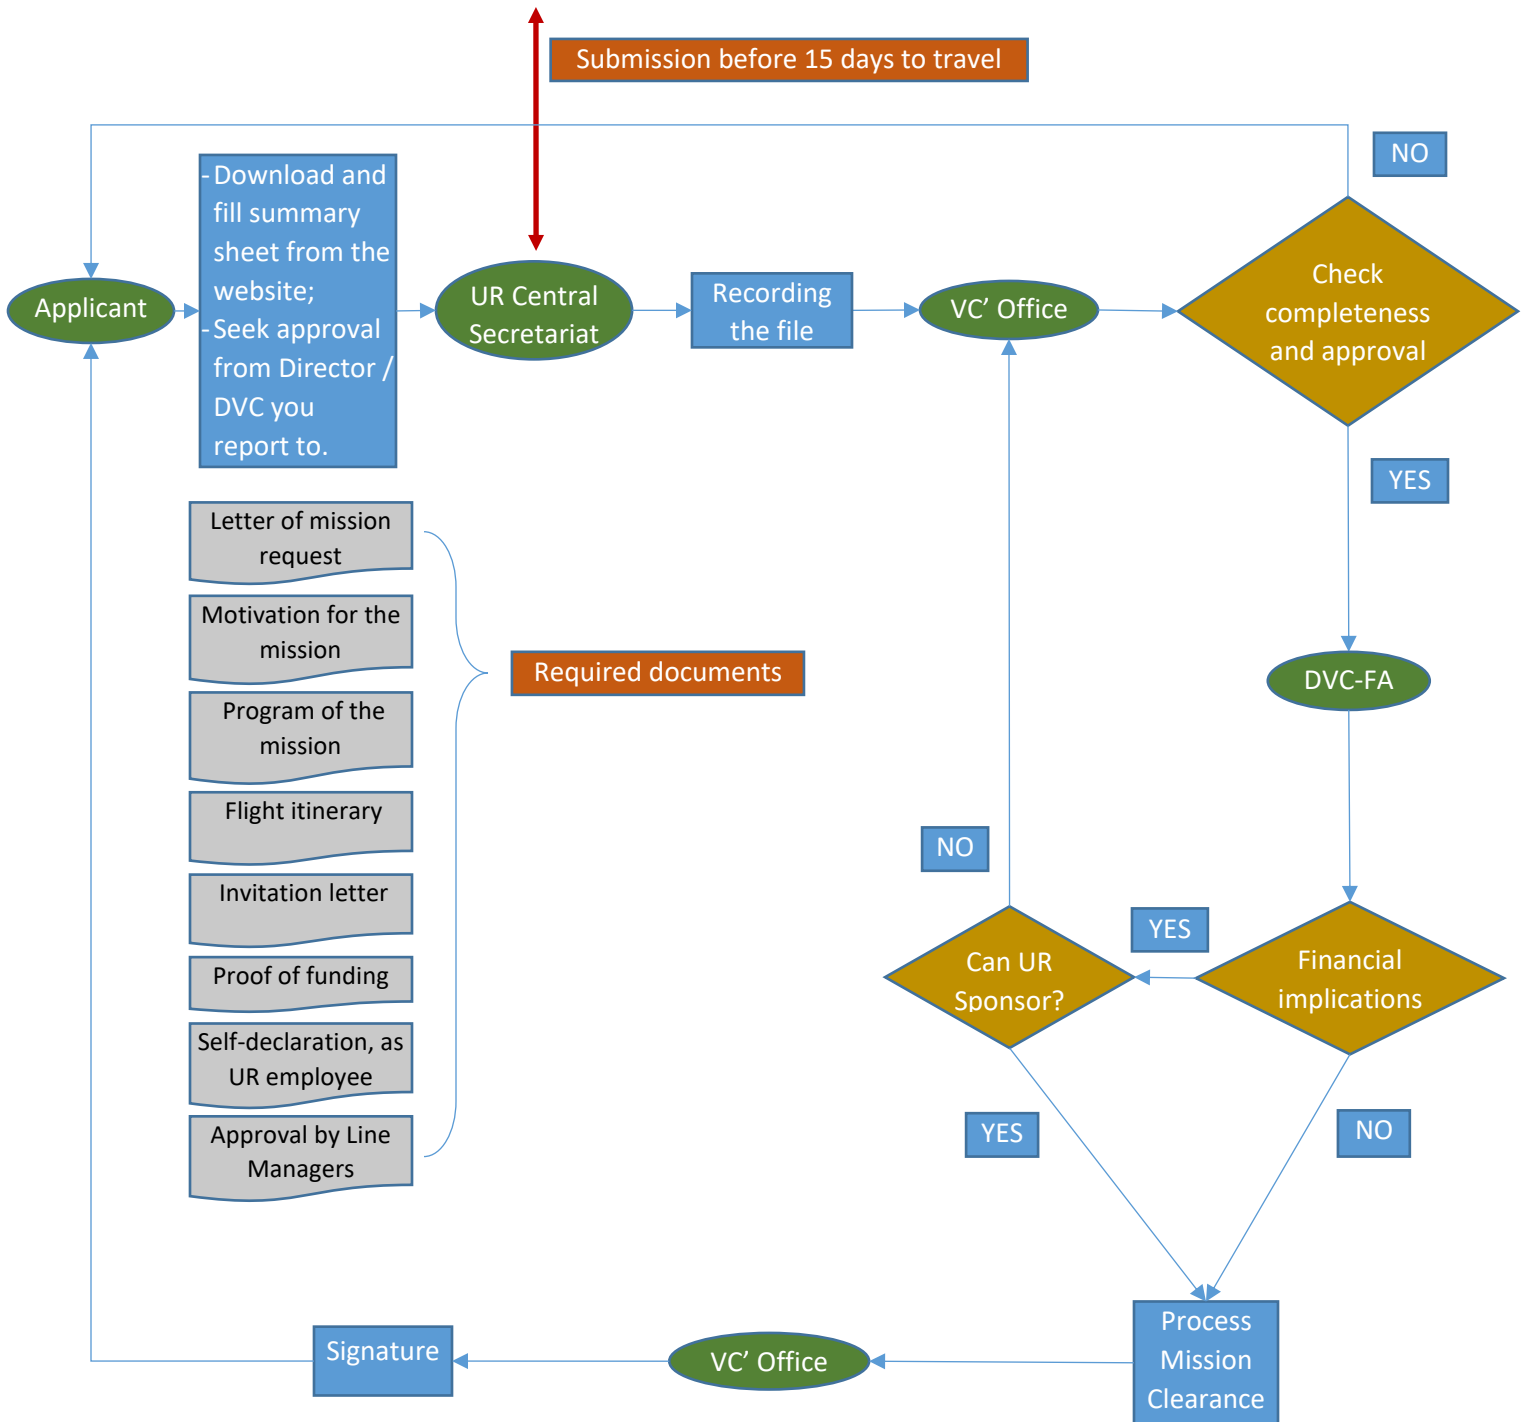 Submission before 15 days to travel
NO
- Download and
fill summary
sheet from the
website;
- Seek approval
from Director /
DVC you
report to.
Applicant
UR Central
Secretariat
Recording
the file
VC’ Office
Check
completeness
and approval
YES
Letter of mission
request
Motivation for the
mission
Required documents
DVC-FA
Program of the
mission
Flight itinerary
NO
Invitation letter
YES
Proof of funding
Can UR
Sponsor?
Financial
implications
Self-declaration, as
UR employee
Approval by Line
Managers
YES
NO
Signature
VC’ Office
Process
Mission
Clearance